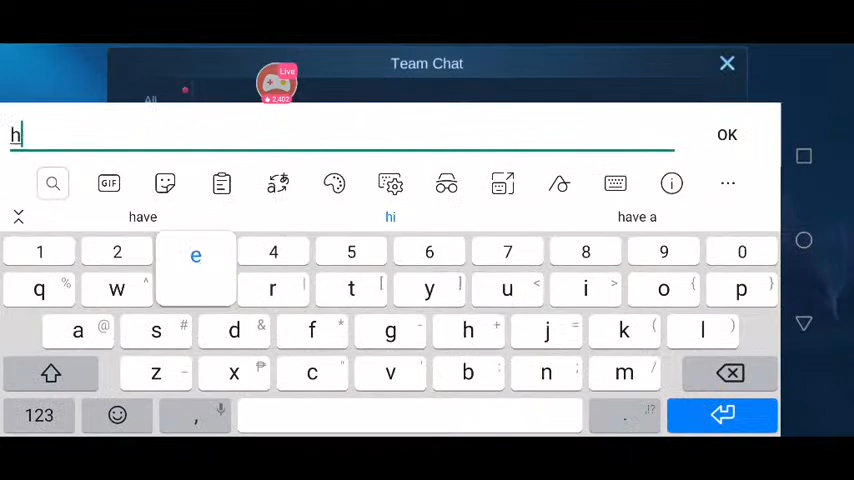 Team Chat
Live
2,402
All
h
OK
GIF
have hi have a
1 2 e 4 5 6 7 8 9 0
q % w ^ r | t [ y ] u < i > o { p }
a @ s # d & f * g - h + j = k ( l )
z _ x ₱ c " v ' b : n ; m /
123 , . ,!?